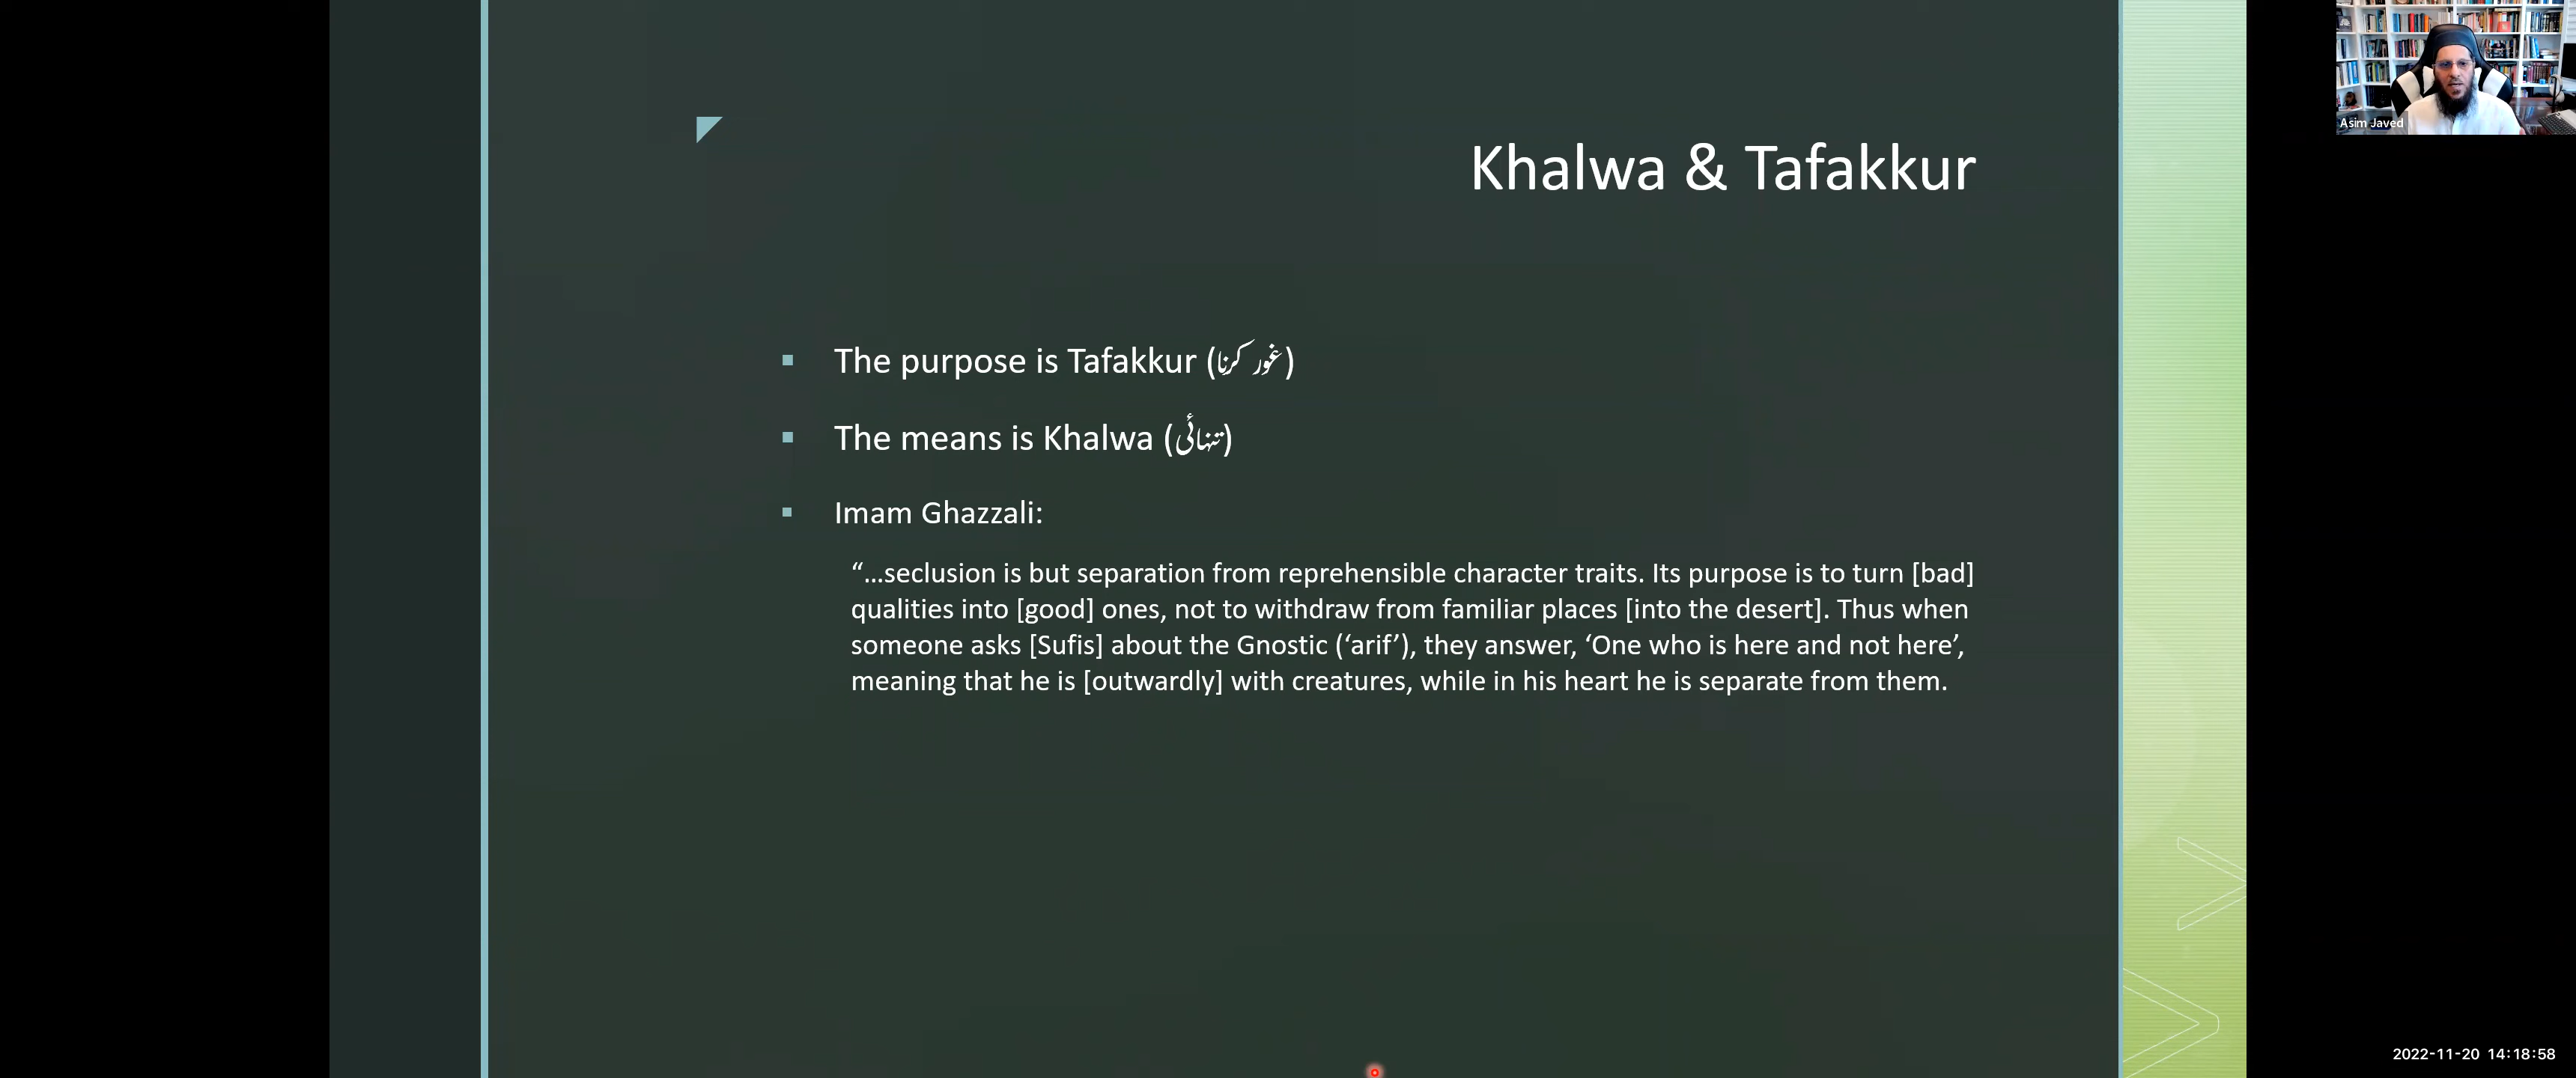 Khalwa & Tafakkur
The purpose is Tafakkur (غور کرنا)
The means is Khalwa (تنہائی)
Imam Ghazzali:
“…seclusion is but separation from reprehensible character traits. Its purpose is to turn [bad]
qualities into [good] ones, not to withdraw from familiar places [into the desert]. Thus when
someone asks [Sufis] about the Gnostic (‘arif’), they answer, ‘One who is here and not here’,
meaning that he is [outwardly] with creatures, while in his heart he is separate from them.
Asim Javed
2022-11-20 14:18:58